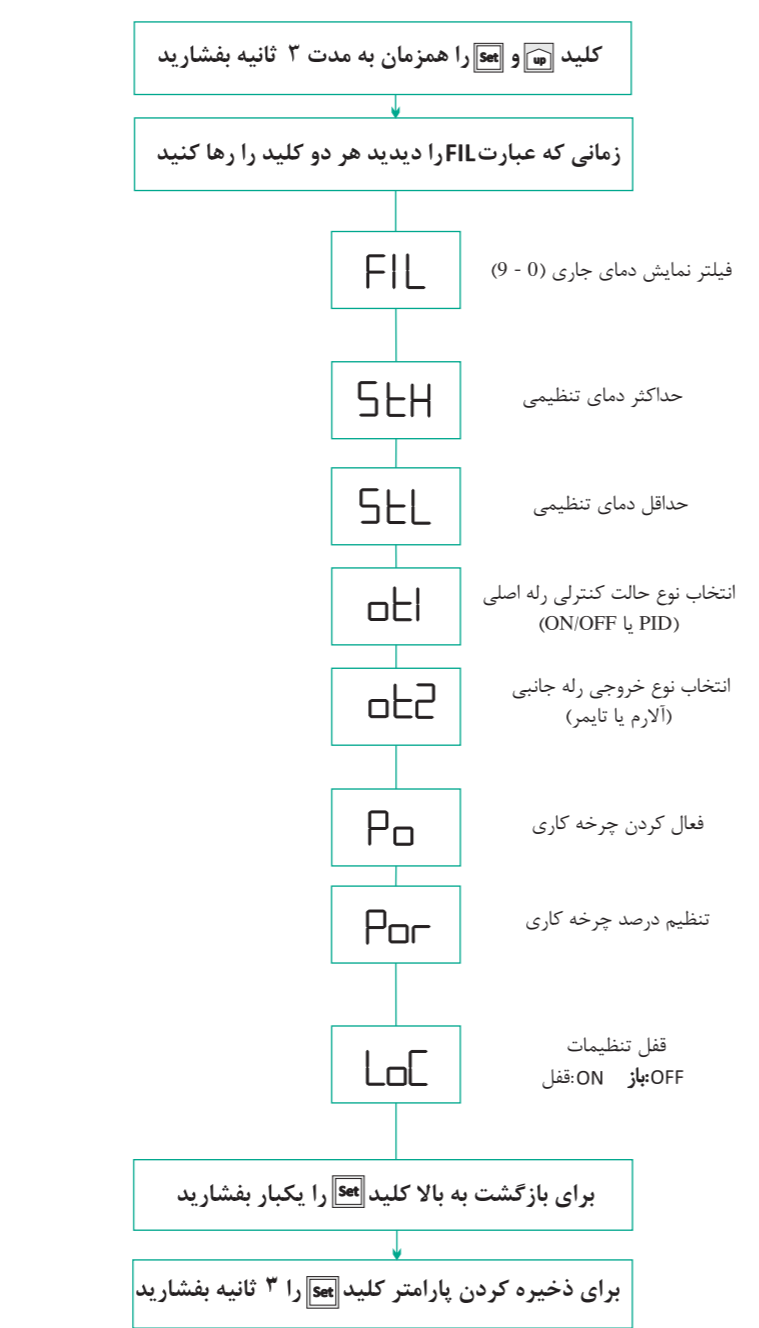 کلید up و Set را همزمان به مدت ۳ ثانیه بفشارید
زمانی که عبارت FIL را دیدید هر دو کلید را رها کنید
FIL
فیلتر نمایش دمای جاری (0 - 9)
StH
حداکثر دمای تنظیمی
StL
حداقل دمای تنظیمی
ot1
انتخاب نوع حالت کنترلی رله اصلی
(PID یا ON/OFF)
ot2
انتخاب نوع خروجی رله جانبی
(آلارم یا تایمر)
Po
فعال کردن چرخه کاری
Por
تنظیم درصد چرخه کاری
LoC
قفل تنظیمات
OFF:باز ON:قفل
برای بازگشت به بالا کلید Set را یکبار بفشارید
برای ذخیره کردن پارامتر کلید Set را ۳ ثانیه بفشارید